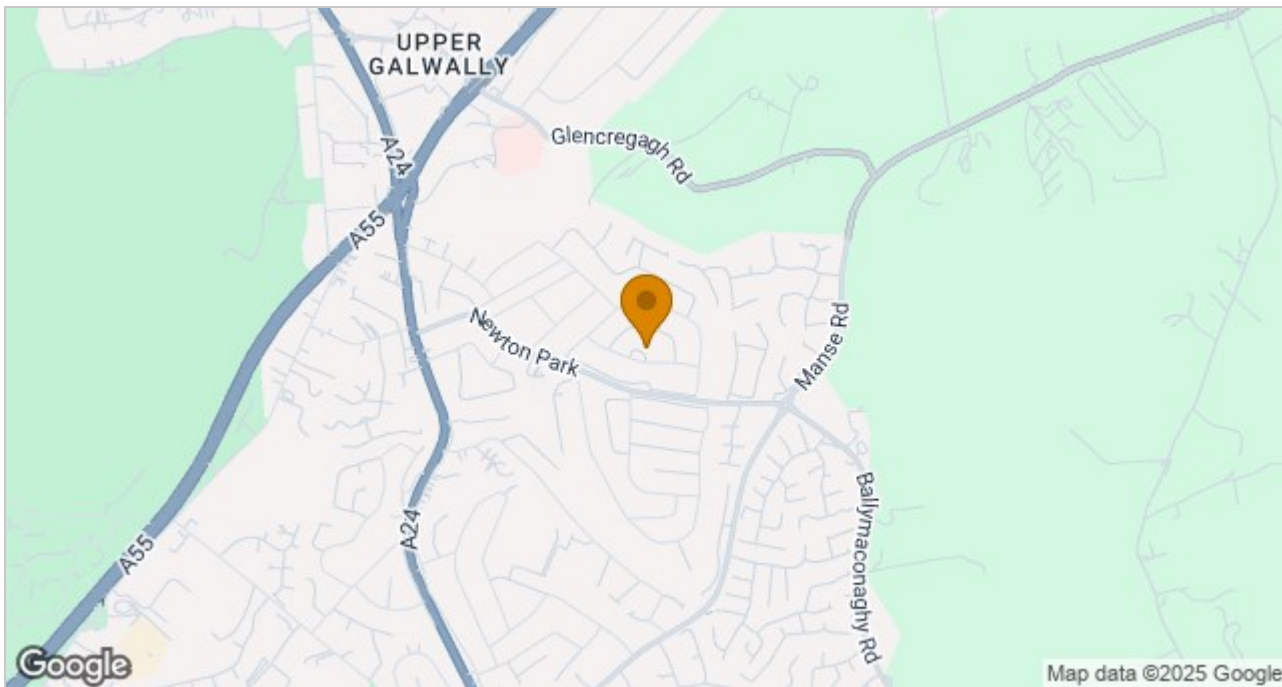 UPPER
GALWALLY
A24
Glencregagh Rd
A55
Newton Park
Manse Rd
Ballymaconaghy Rd
A24
A55
Google
Map data ©2025 Google